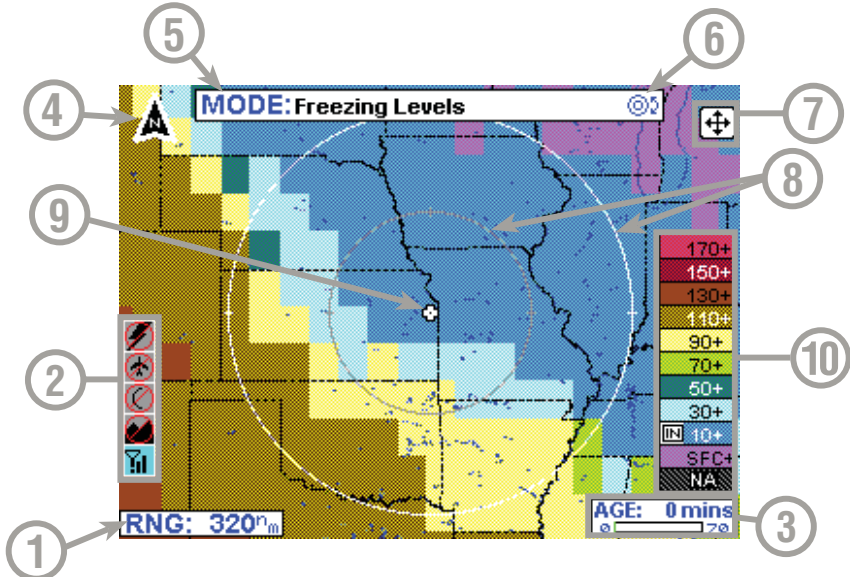 5
6
MODE: Freezing Levels
4
N
7
8
9
170+
150+
130+
110+
90+
70+
50+
30+
IN 10+
SFC+
NA
10
2
RNG: 320nm
AGE: 0 mins
0 70
3
1